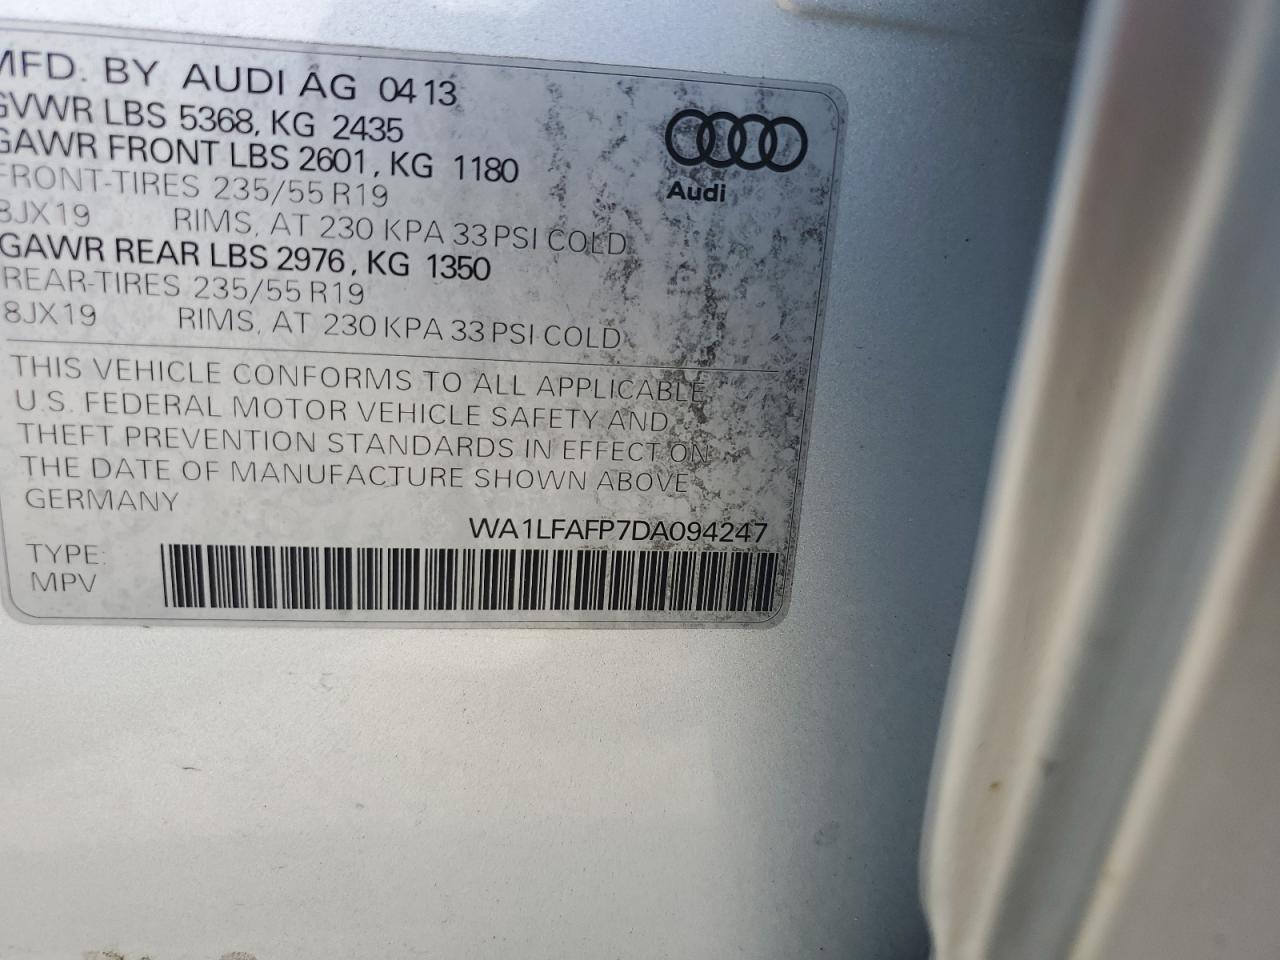 MFD. BY AUDI AG 0413
GVWR LBS 5368, KG 2435
GAWR FRONT LBS 2601, KG 1180
FRONT-TIRES 235/55 R19
8JX19 RIMS, AT 230 KPA 33 PSI COLD
GAWR REAR LBS 2976, KG 1350
REAR-TIRES 235/55 R19
8JX19 RIMS, AT 230 KPA 33 PSI COLD
Audi
THIS VEHICLE CONFORMS TO ALL APPLICABLE
U.S. FEDERAL MOTOR VEHICLE SAFETY AND
THEFT PREVENTION STANDARDS IN EFFECT ON
THE DATE OF MANUFACTURE SHOWN ABOVE
GERMANY
WA1LFAFP7DA094247
TYPE:
MPV